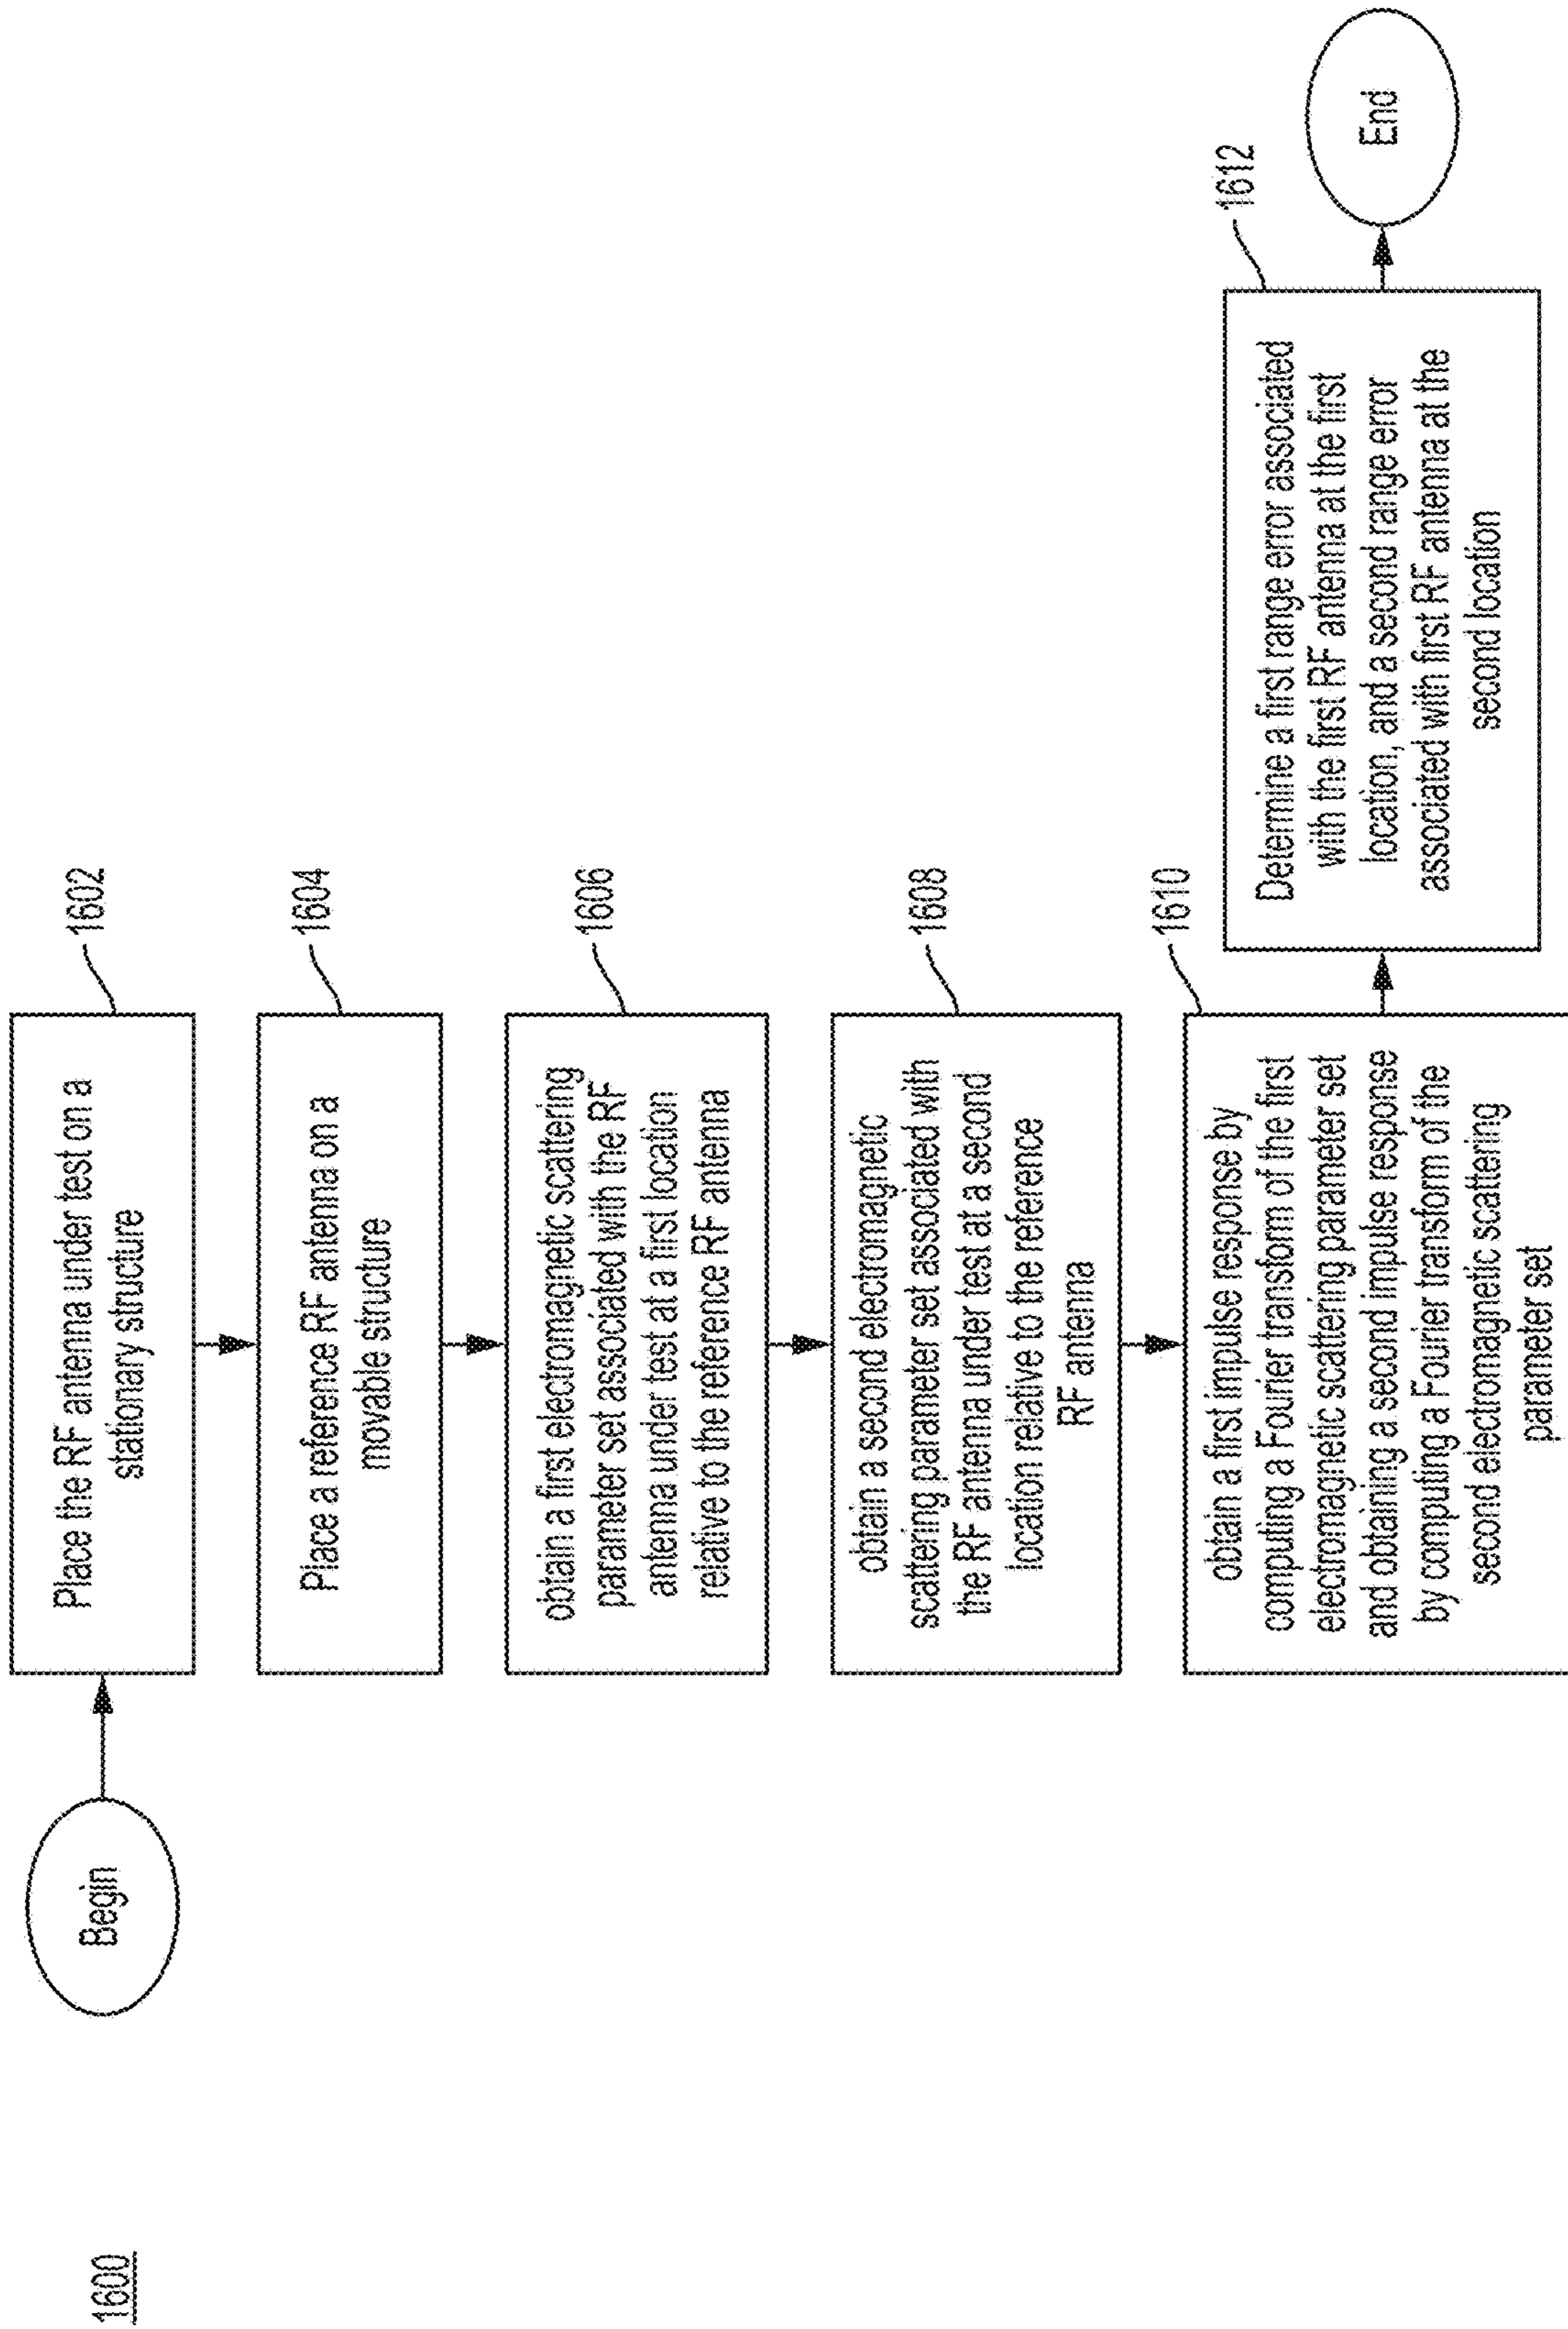 1600
Begin
1602
Place the RF antenna under test on a
stationary structure
1604
Place a reference RF antenna on a
movable structure
1606
obtain a first electromagnetic scattering
parameter set associated with the RF
antenna under test at a first location
relative to the reference RF antenna
1608
obtain a second electromagnetic
scattering parameter set associated with
the RF antenna under test at a second
location relative to the reference
RF antenna
1610
obtain a first impulse response by
computing a Fourier transform of the first
electromagnetic scattering parameter set
and obtaining a second impulse response
by computing a Fourier transform of the
second electromagnetic scattering
parameter set
1612
Determine a first range error associated
with the first RF antenna at the first
location, and a second range error
associated with first RF antenna at the
second location
End